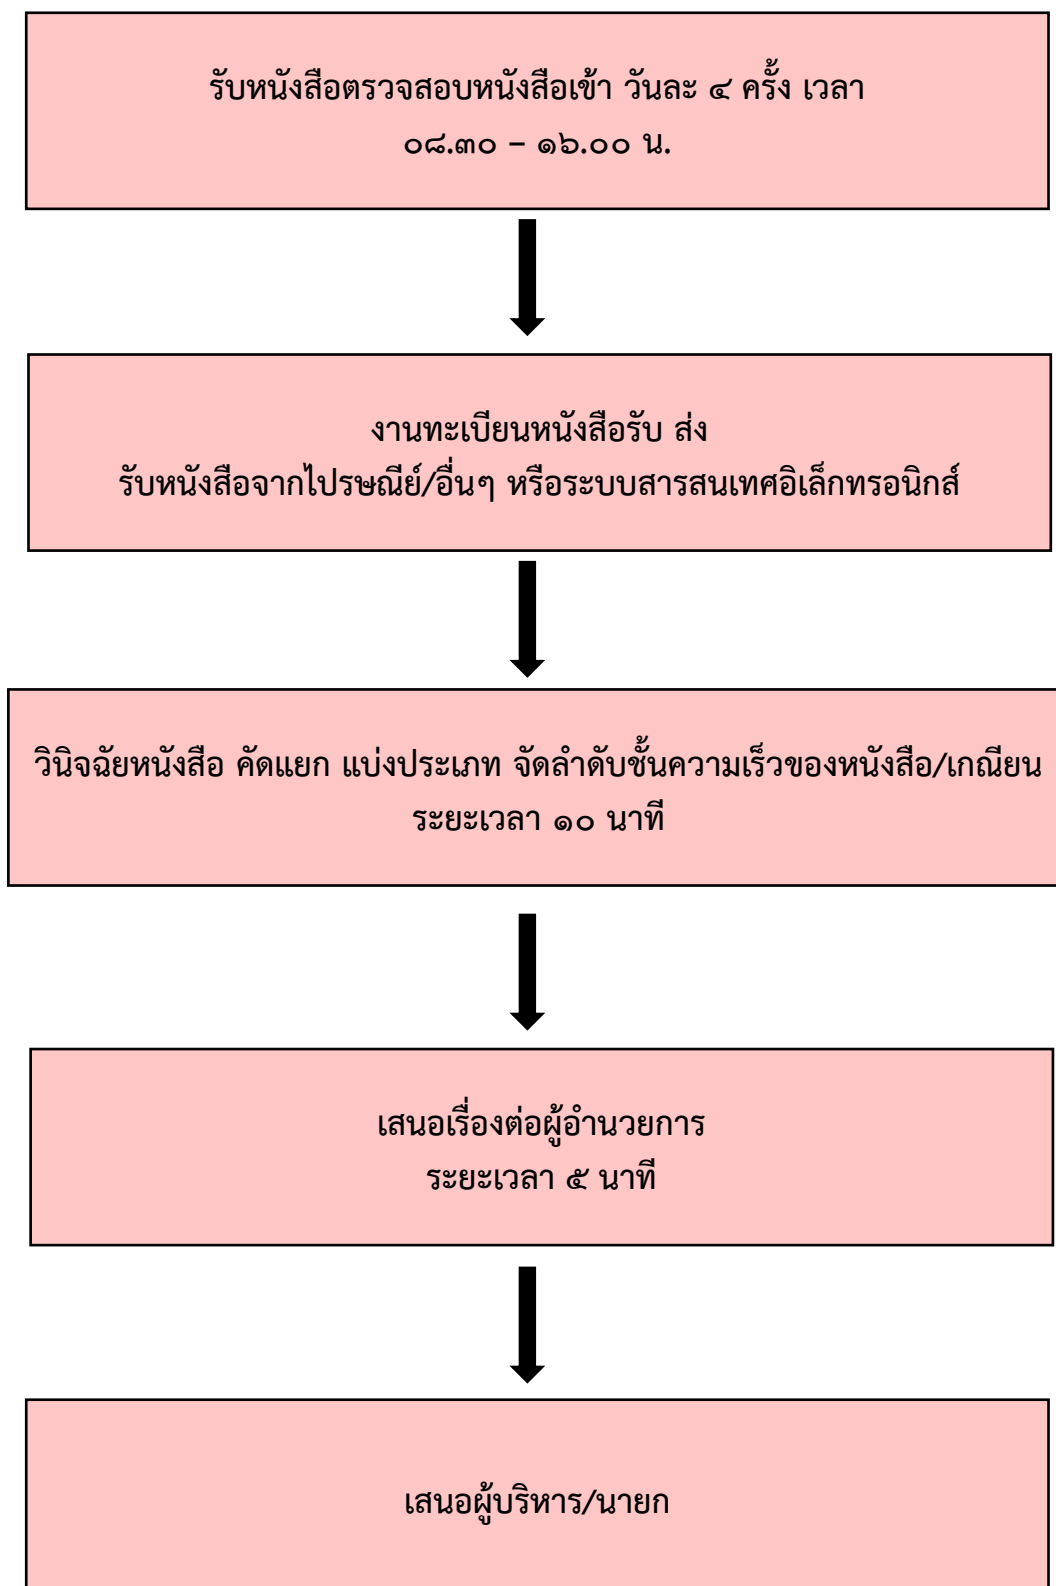 รับหนังสือตรวจสอบหนังสือเข้า วันละ ๔ ครั้ง เวลา
๐๘.๓๐ – ๑๖.๐๐ น.
งานทะเบียนหนังสือรับ ส่ง
รับหนังสือจากไปรษณีย์/อื่นๆ หรือระบบสารสนเทศอิเล็กทรอนิกส์
วินิจฉัยหนังสือ คัดแยก แบ่งประเภท จัดลำดับชั้นความเร็วของหนังสือ/เกณียน
ระยะเวลา ๑๐ นาที
เสนอเรื่องต่อผู้อำนวยการ
ระยะเวลา ๕ นาที
เสนอผู้บริหาร/นายก